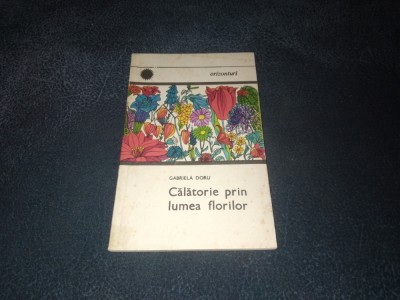 orizonturi
GABRIELA DORU
Călătorie prin
lumea florilor